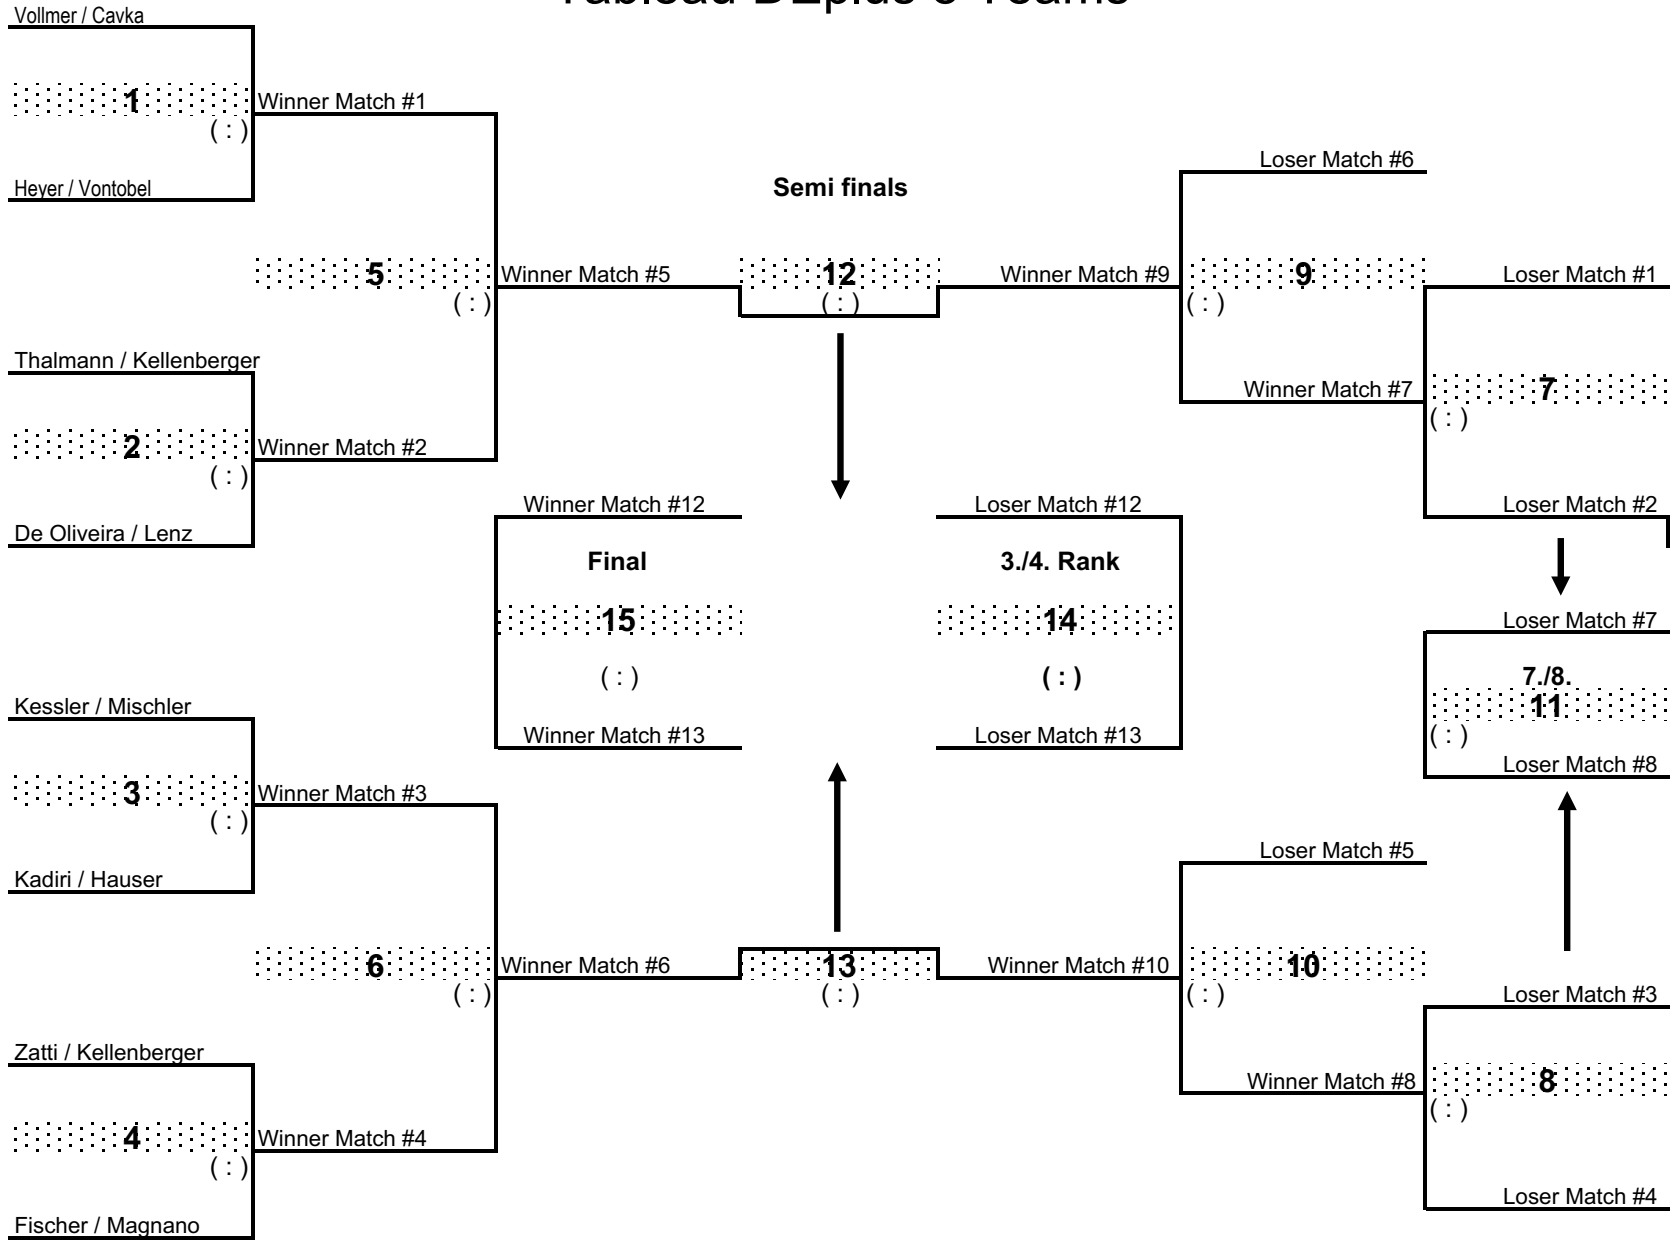 Vollmer / Cavka
1
Winner Match #1
( : )
Heyer / Vontobel
Semi finals
Loser Match #6
5
Winner Match #5
( : )
12
( : )
Winner Match #9
9
( : )
Loser Match #1
Thalmann / Kellenberger
2
Winner Match #2
( : )
De Oliveira / Lenz
Winner Match #7
7
( : )
Loser Match #2
Winner Match #12
Final
15
( : )
Winner Match #13
Loser Match #12
3./4. Rank
14
( : )
Loser Match #13
Loser Match #7
7./8.
11
( : )
Loser Match #8
Kessler / Mischler
3
Winner Match #3
( : )
Kadiri / Hauser
Loser Match #5
6
Winner Match #6
( : )
13
( : )
Winner Match #10
10
( : )
Loser Match #3
Zatti / Kellenberger
4
Winner Match #4
( : )
Fischer / Magnano
Winner Match #8
8
( : )
Loser Match #4